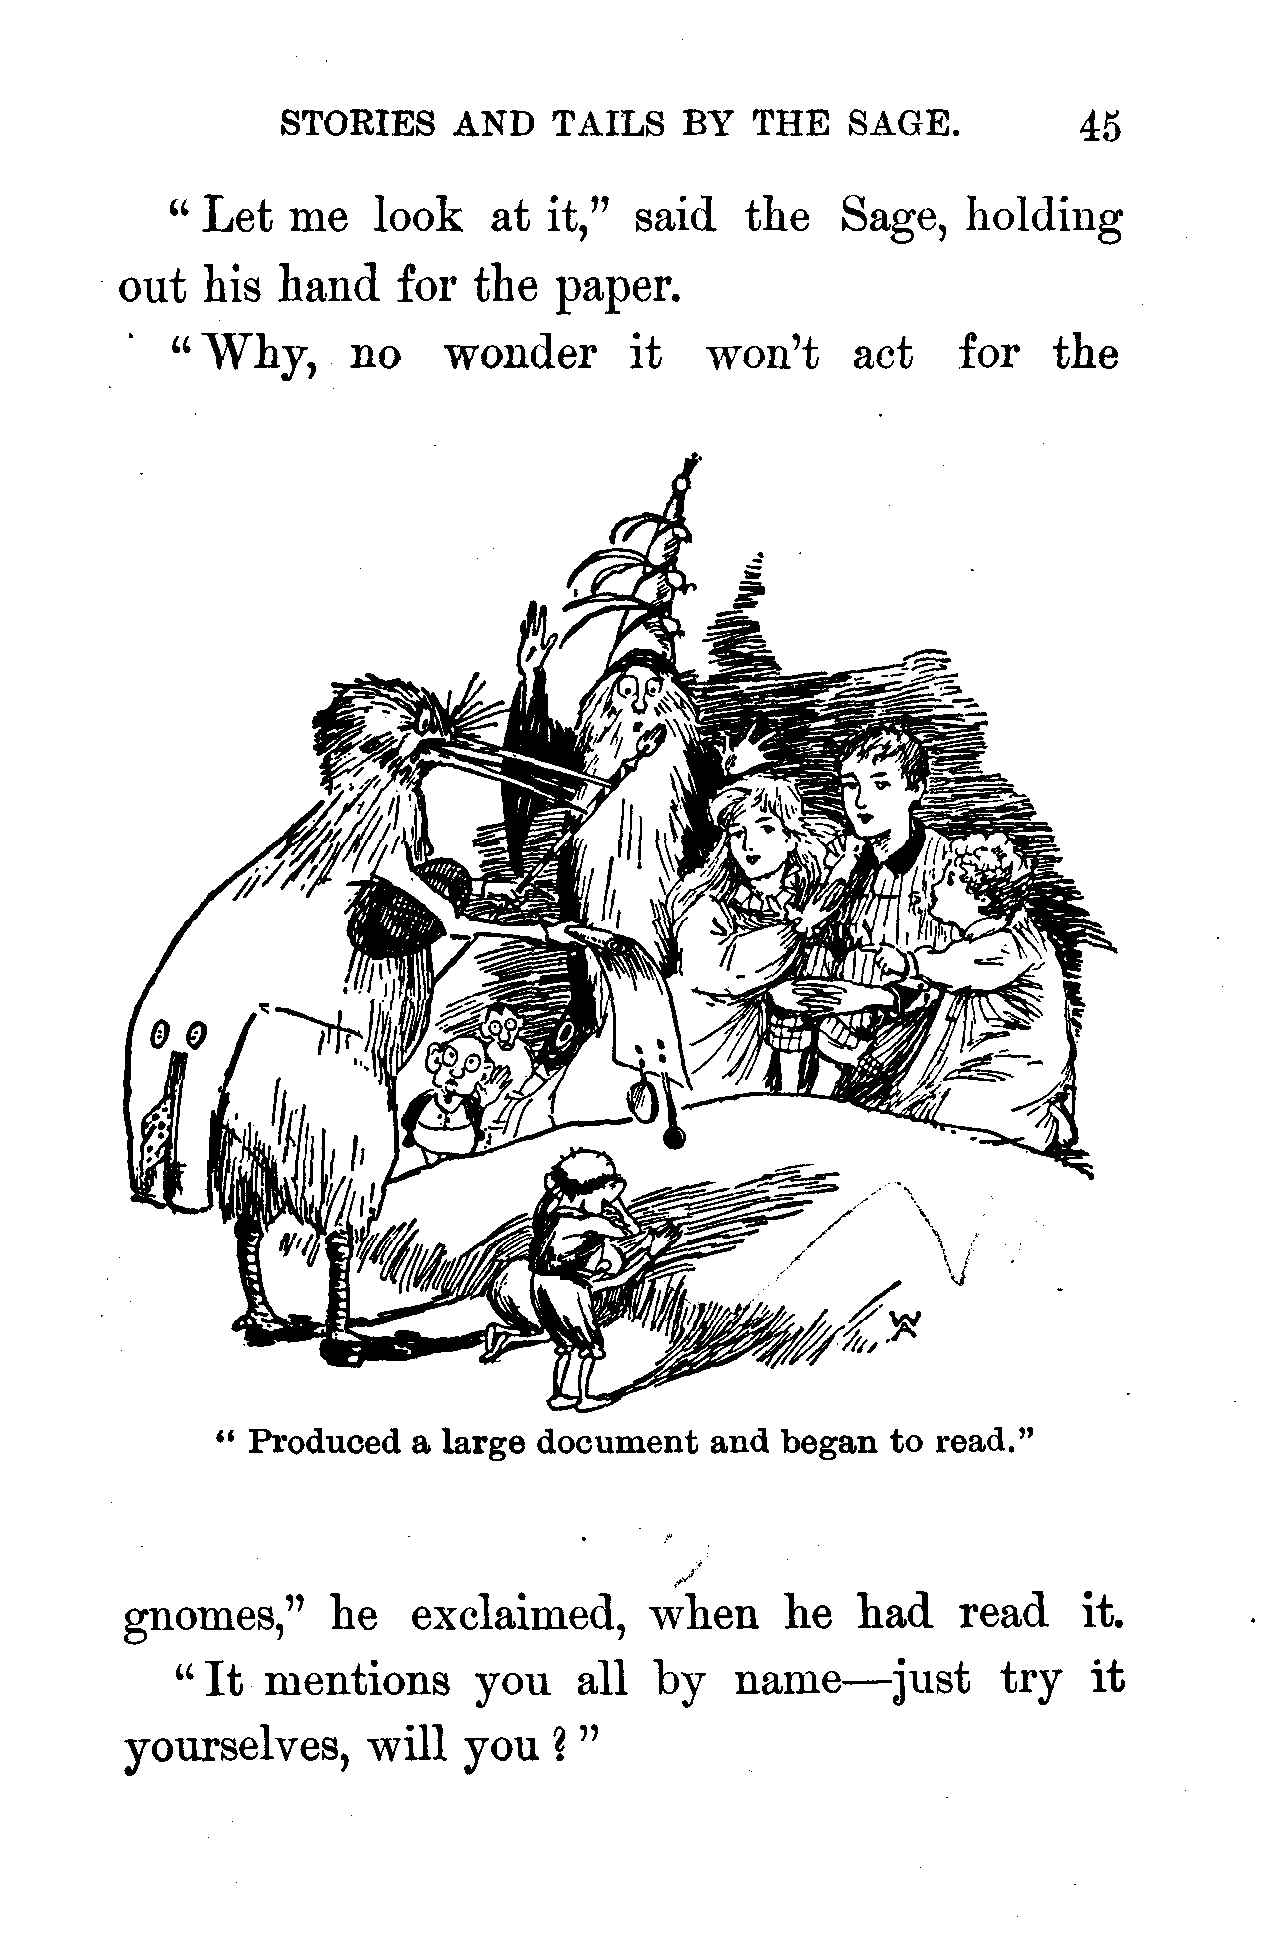 STORIES AND TAILS BY THE SAGE. 45
“ Let me look at it,” said the Sage, holding
out his hand for the paper.
“ Why, no wonder it won’t act for the
WA
“ Produced a large document and began to read.”
gnomes,” he exclaimed, when he had read it.
“ It mentions you all by name—just try it
yourselves, will you ? ”